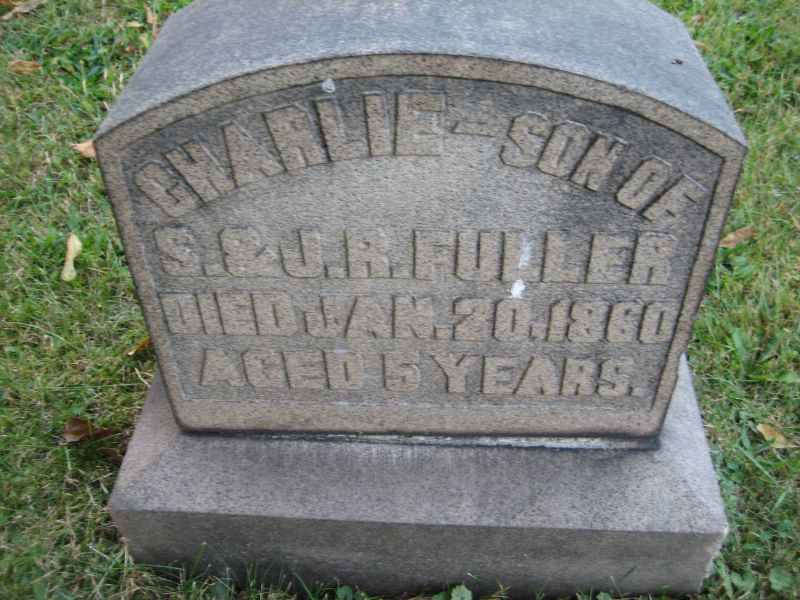 CHARLIE - SON OF
S. & J. R. FULLER
DIED JAN. 20, 1860
AGED 5 YEARS.